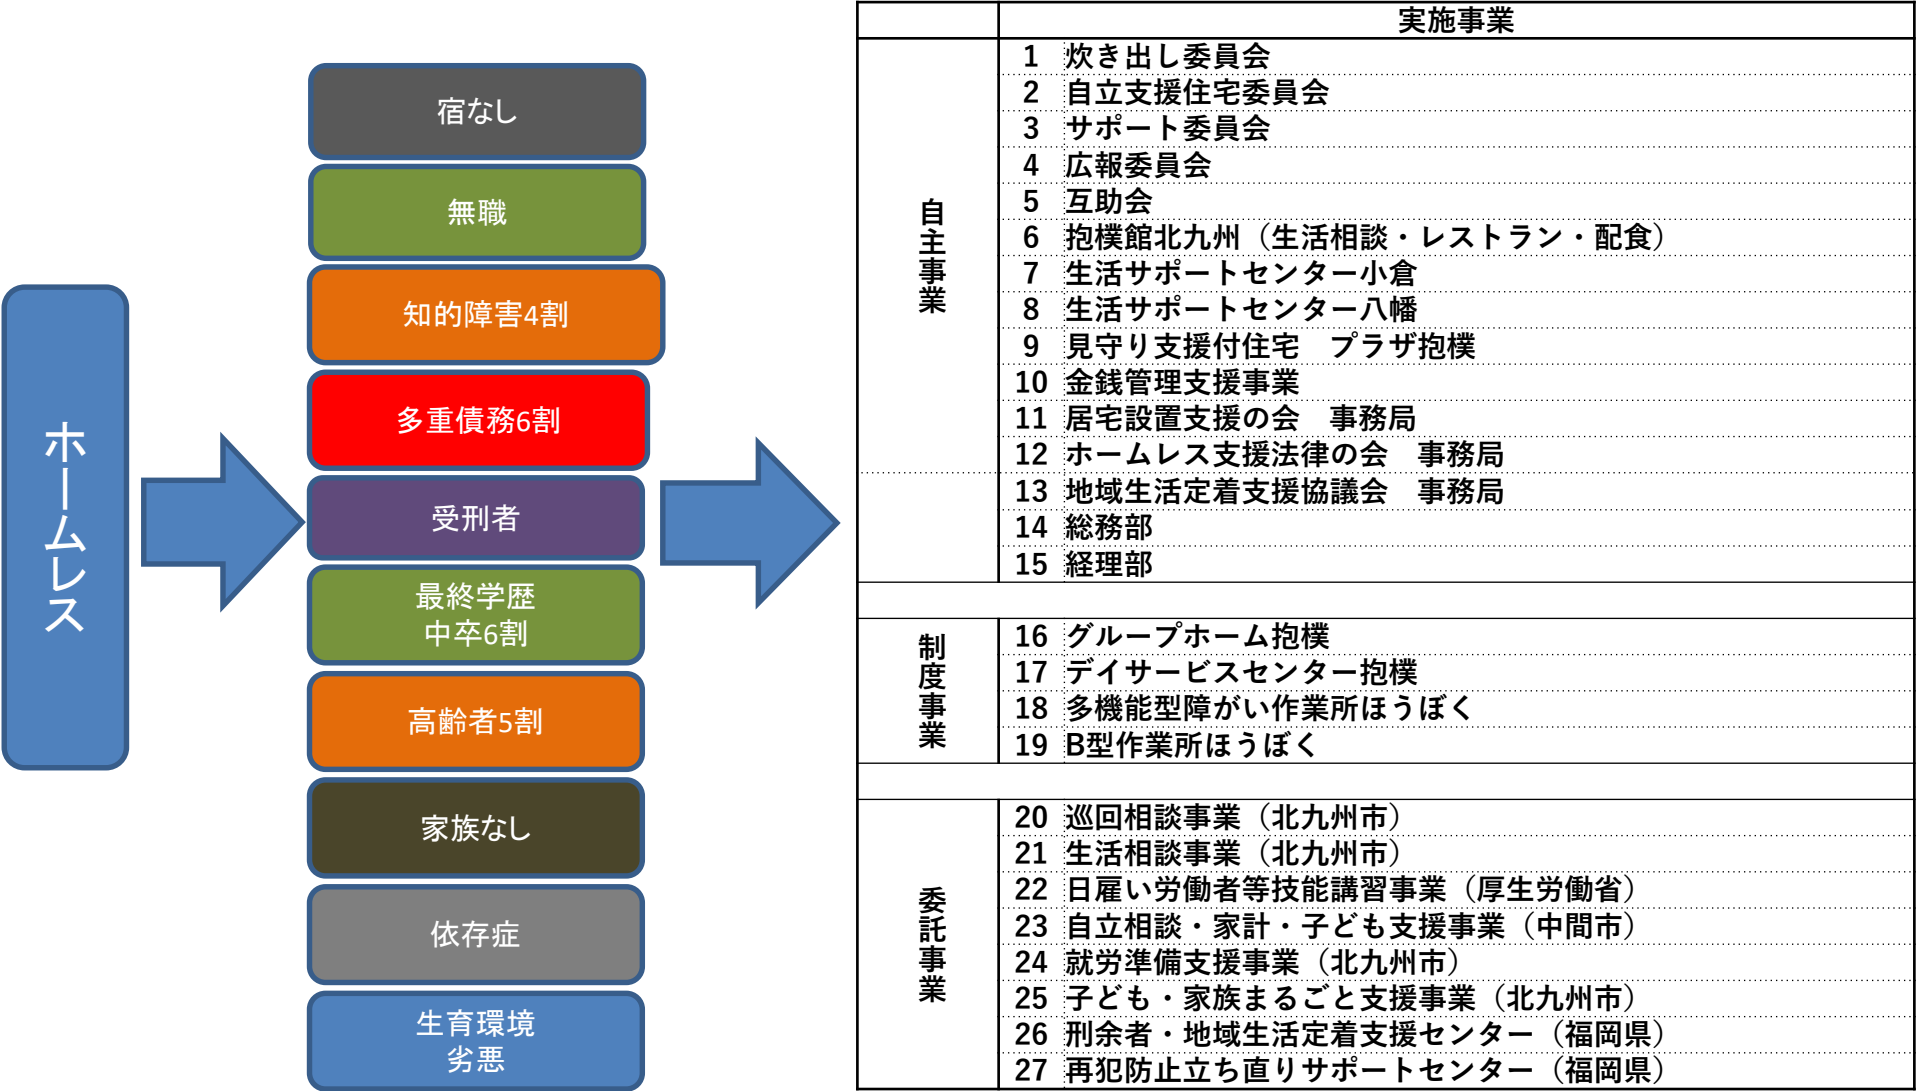 ホームレス
宿なし
無職
知的障害4割
多重債務6割
受刑者
最終学歴
中卒6割
高齢者5割
家族なし
依存症
生育環境
劣悪
実施事業
自主事業
1 炊き出し委員会
2 自立支援住宅委員会
3 サポート委員会
4 広報委員会
5 互助会
6 抱樸館北九州（生活相談・レストラン・配食）
7 生活サポートセンター小倉
8 生活サポートセンター八幡
9 見守り支援付住宅　プラザ抱樸
10 金銭管理支援事業
11 居宅設置支援の会　事務局
12 ホームレス支援法律の会　事務局
13 地域生活定着支援協議会　事務局
14 総務部
15 経理部
制度事業
16 グループホーム抱樸
17 デイサービスセンター抱樸
18 多機能型障がい作業所ほうぼく
19 B型作業所ほうぼく
委託事業
20 巡回相談事業（北九州市）
21 生活相談事業（北九州市）
22 日雇い労働者等技能講習事業（厚生労働省）
23 自立相談・家計・子ども支援事業（中間市）
24 就労準備支援事業（北九州市）
25 子ども・家族まるごと支援事業（北九州市）
26 刑余者・地域生活定着支援センター（福岡県）
27 再犯防止立ち直りサポートセンター（福岡県）